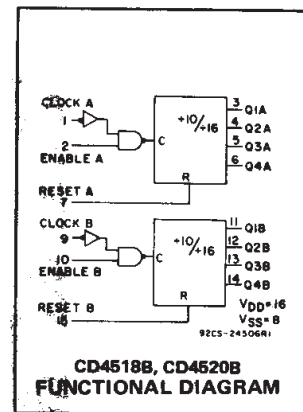 CLOCK A
1
2
ENABLE A
RESET A
7
÷10/÷16
C
R
3 Q1A
4 Q2A
5 Q3A
6 Q4A
CLOCK B
9
10
ENABLE B
RESET B
15
÷10/÷16
C
R
11 Q1B
12 Q2B
13 Q3B
14 Q4B
VDD=16
VSS=8
92CS-24506R1
CD4518B, CD4520B
FUNCTIONAL DIAGRAM